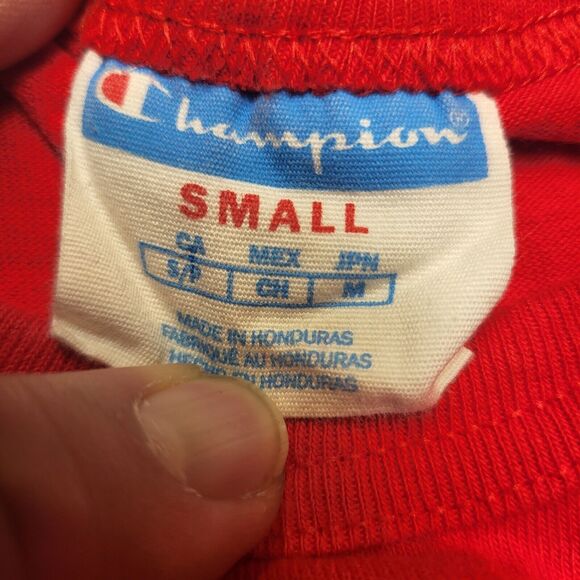 Champion®
SMALL
CA MEX JPN
S/P CH M
MADE IN HONDURAS
FABRIQUÉ AU HONDURAS
HECHO EN HONDURAS